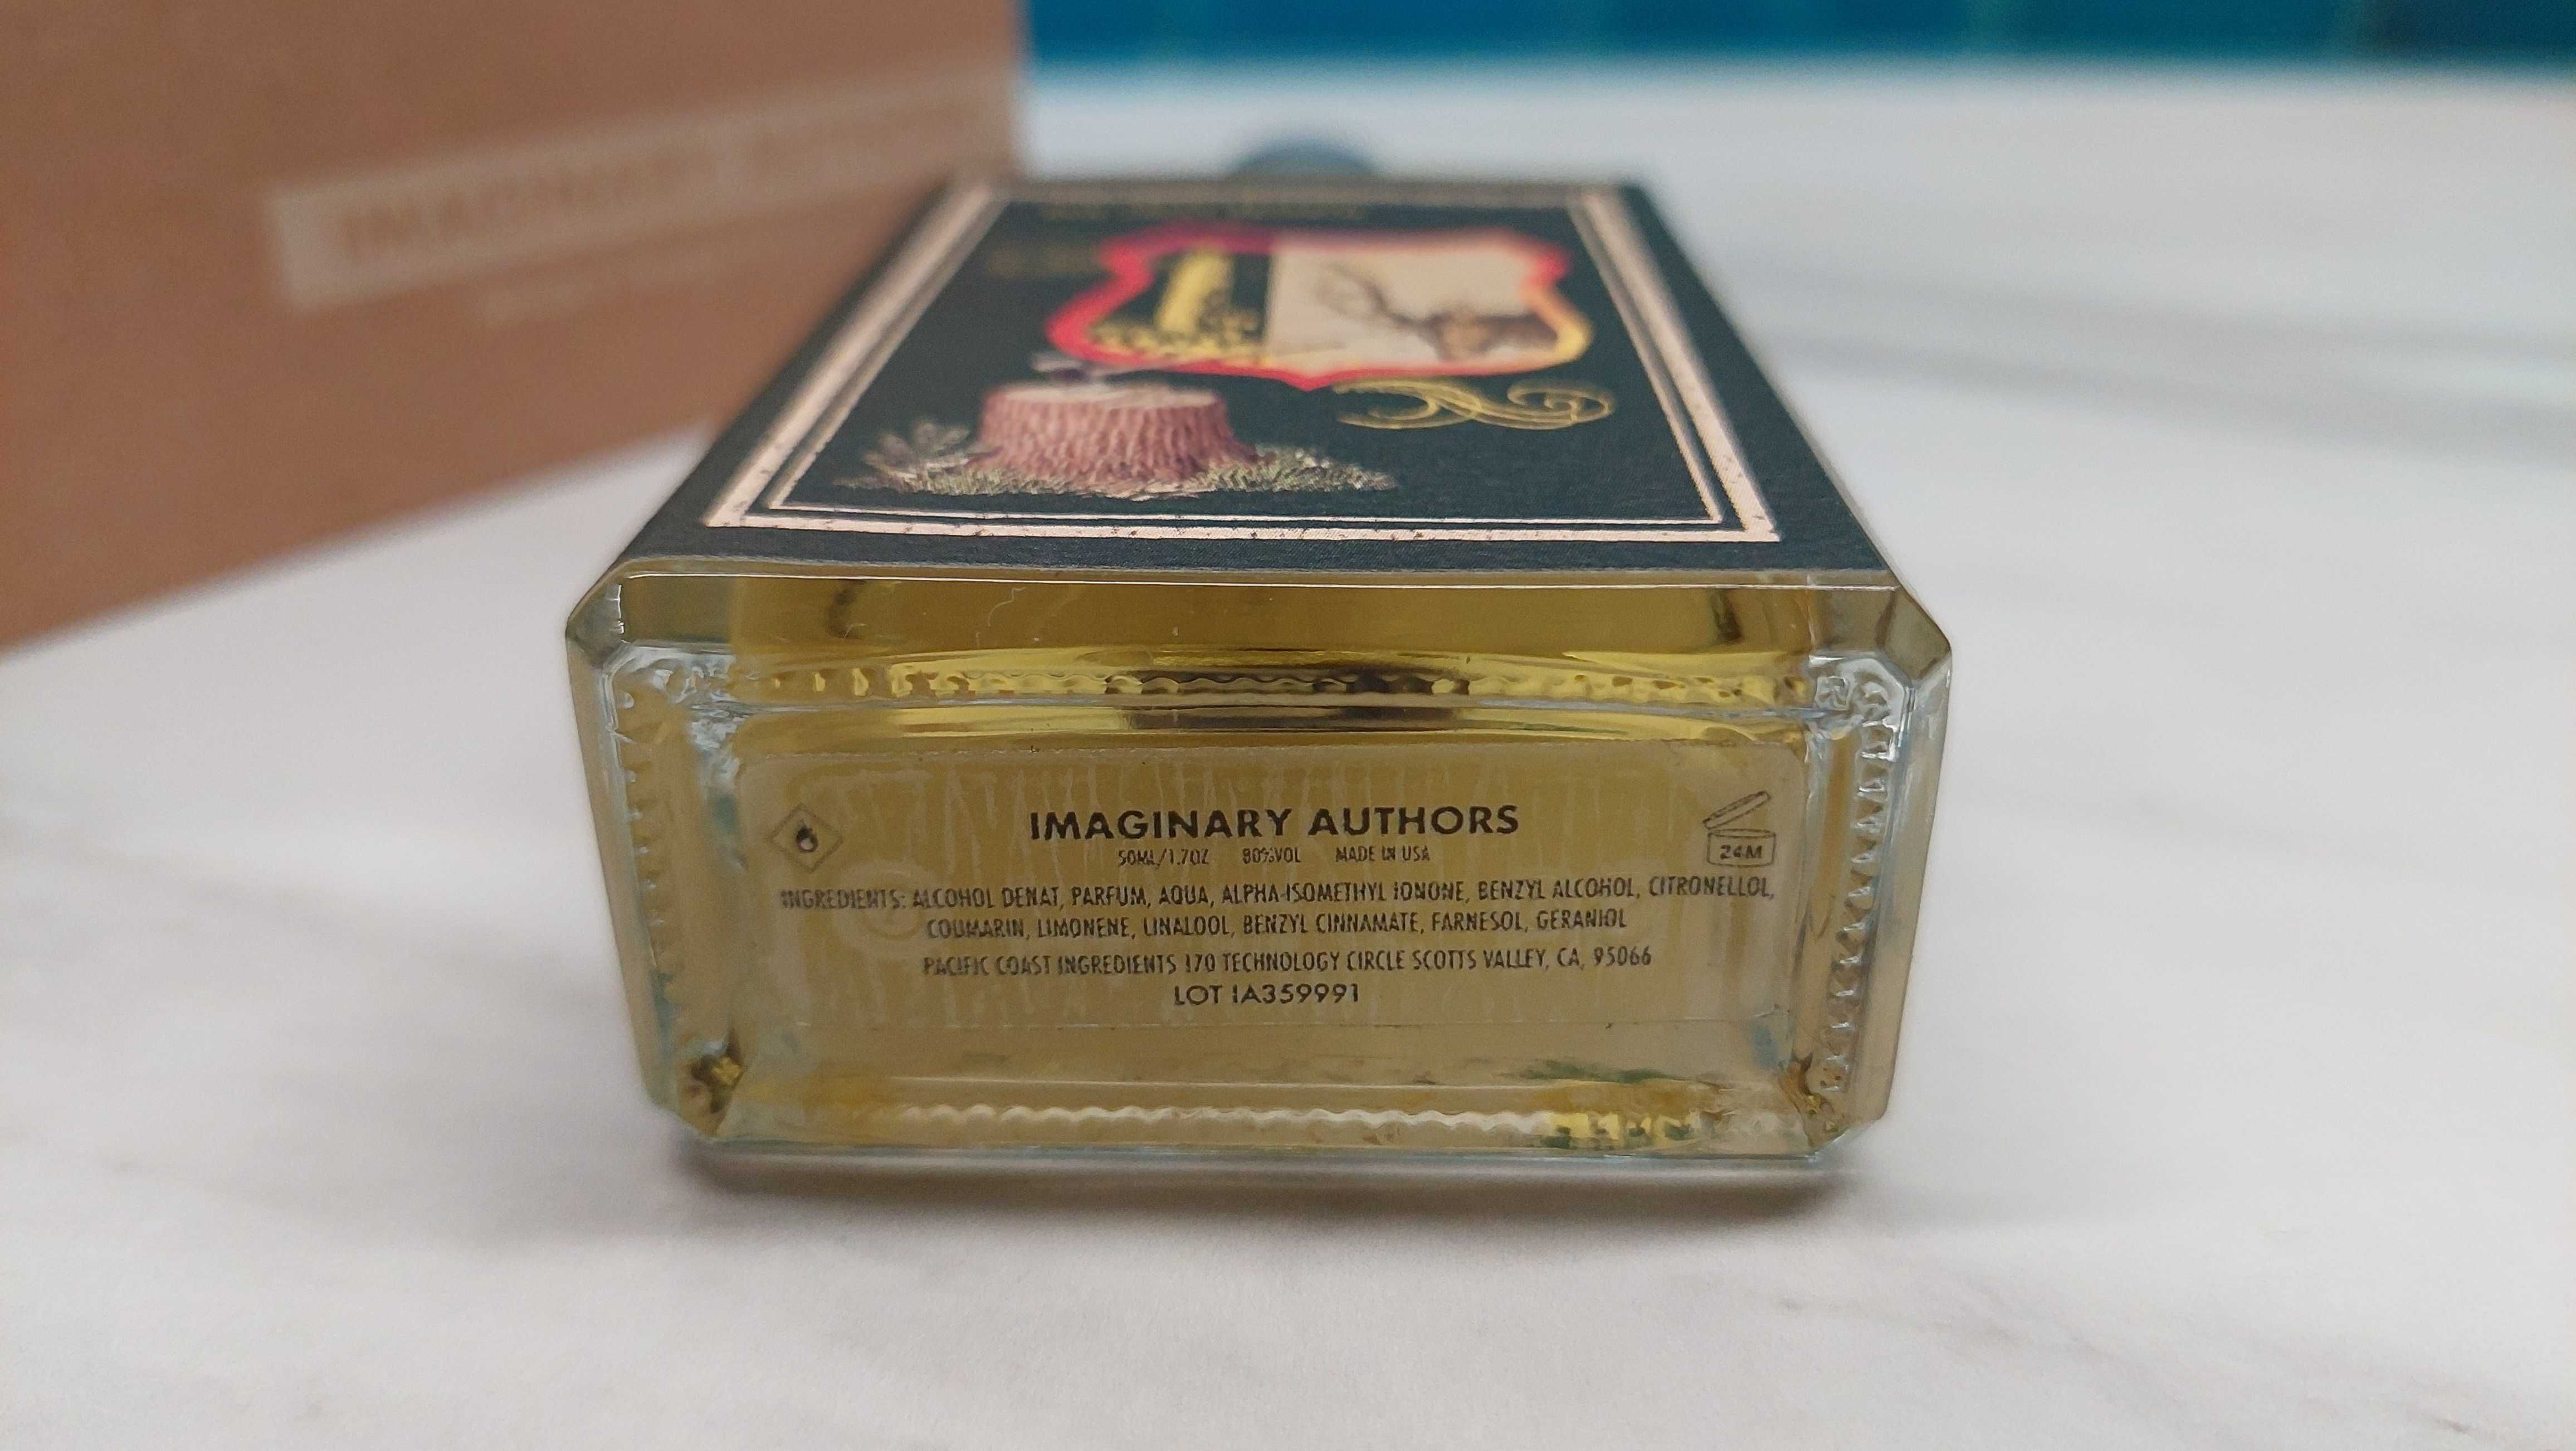 IMAGINARY AUTHORS
50ML/1.7OZ 80%VOL MADE IN USA
24M
INGREDIENTS: ALCOHOL DENAT, PARFUM, AQUA, ALPHA-ISOMETHYL IONONE, BENZYL ALCOHOL, CITRONELLOL,
COUMARIN, LIMONENE, LINALOOL, BENZYL CINNAMATE, FARNESOL, GERANIOL
PACIFIC COAST INGREDIENTS 170 TECHNOLOGY CIRCLE SCOTTS VALLEY, CA, 95066
LOT IA359991